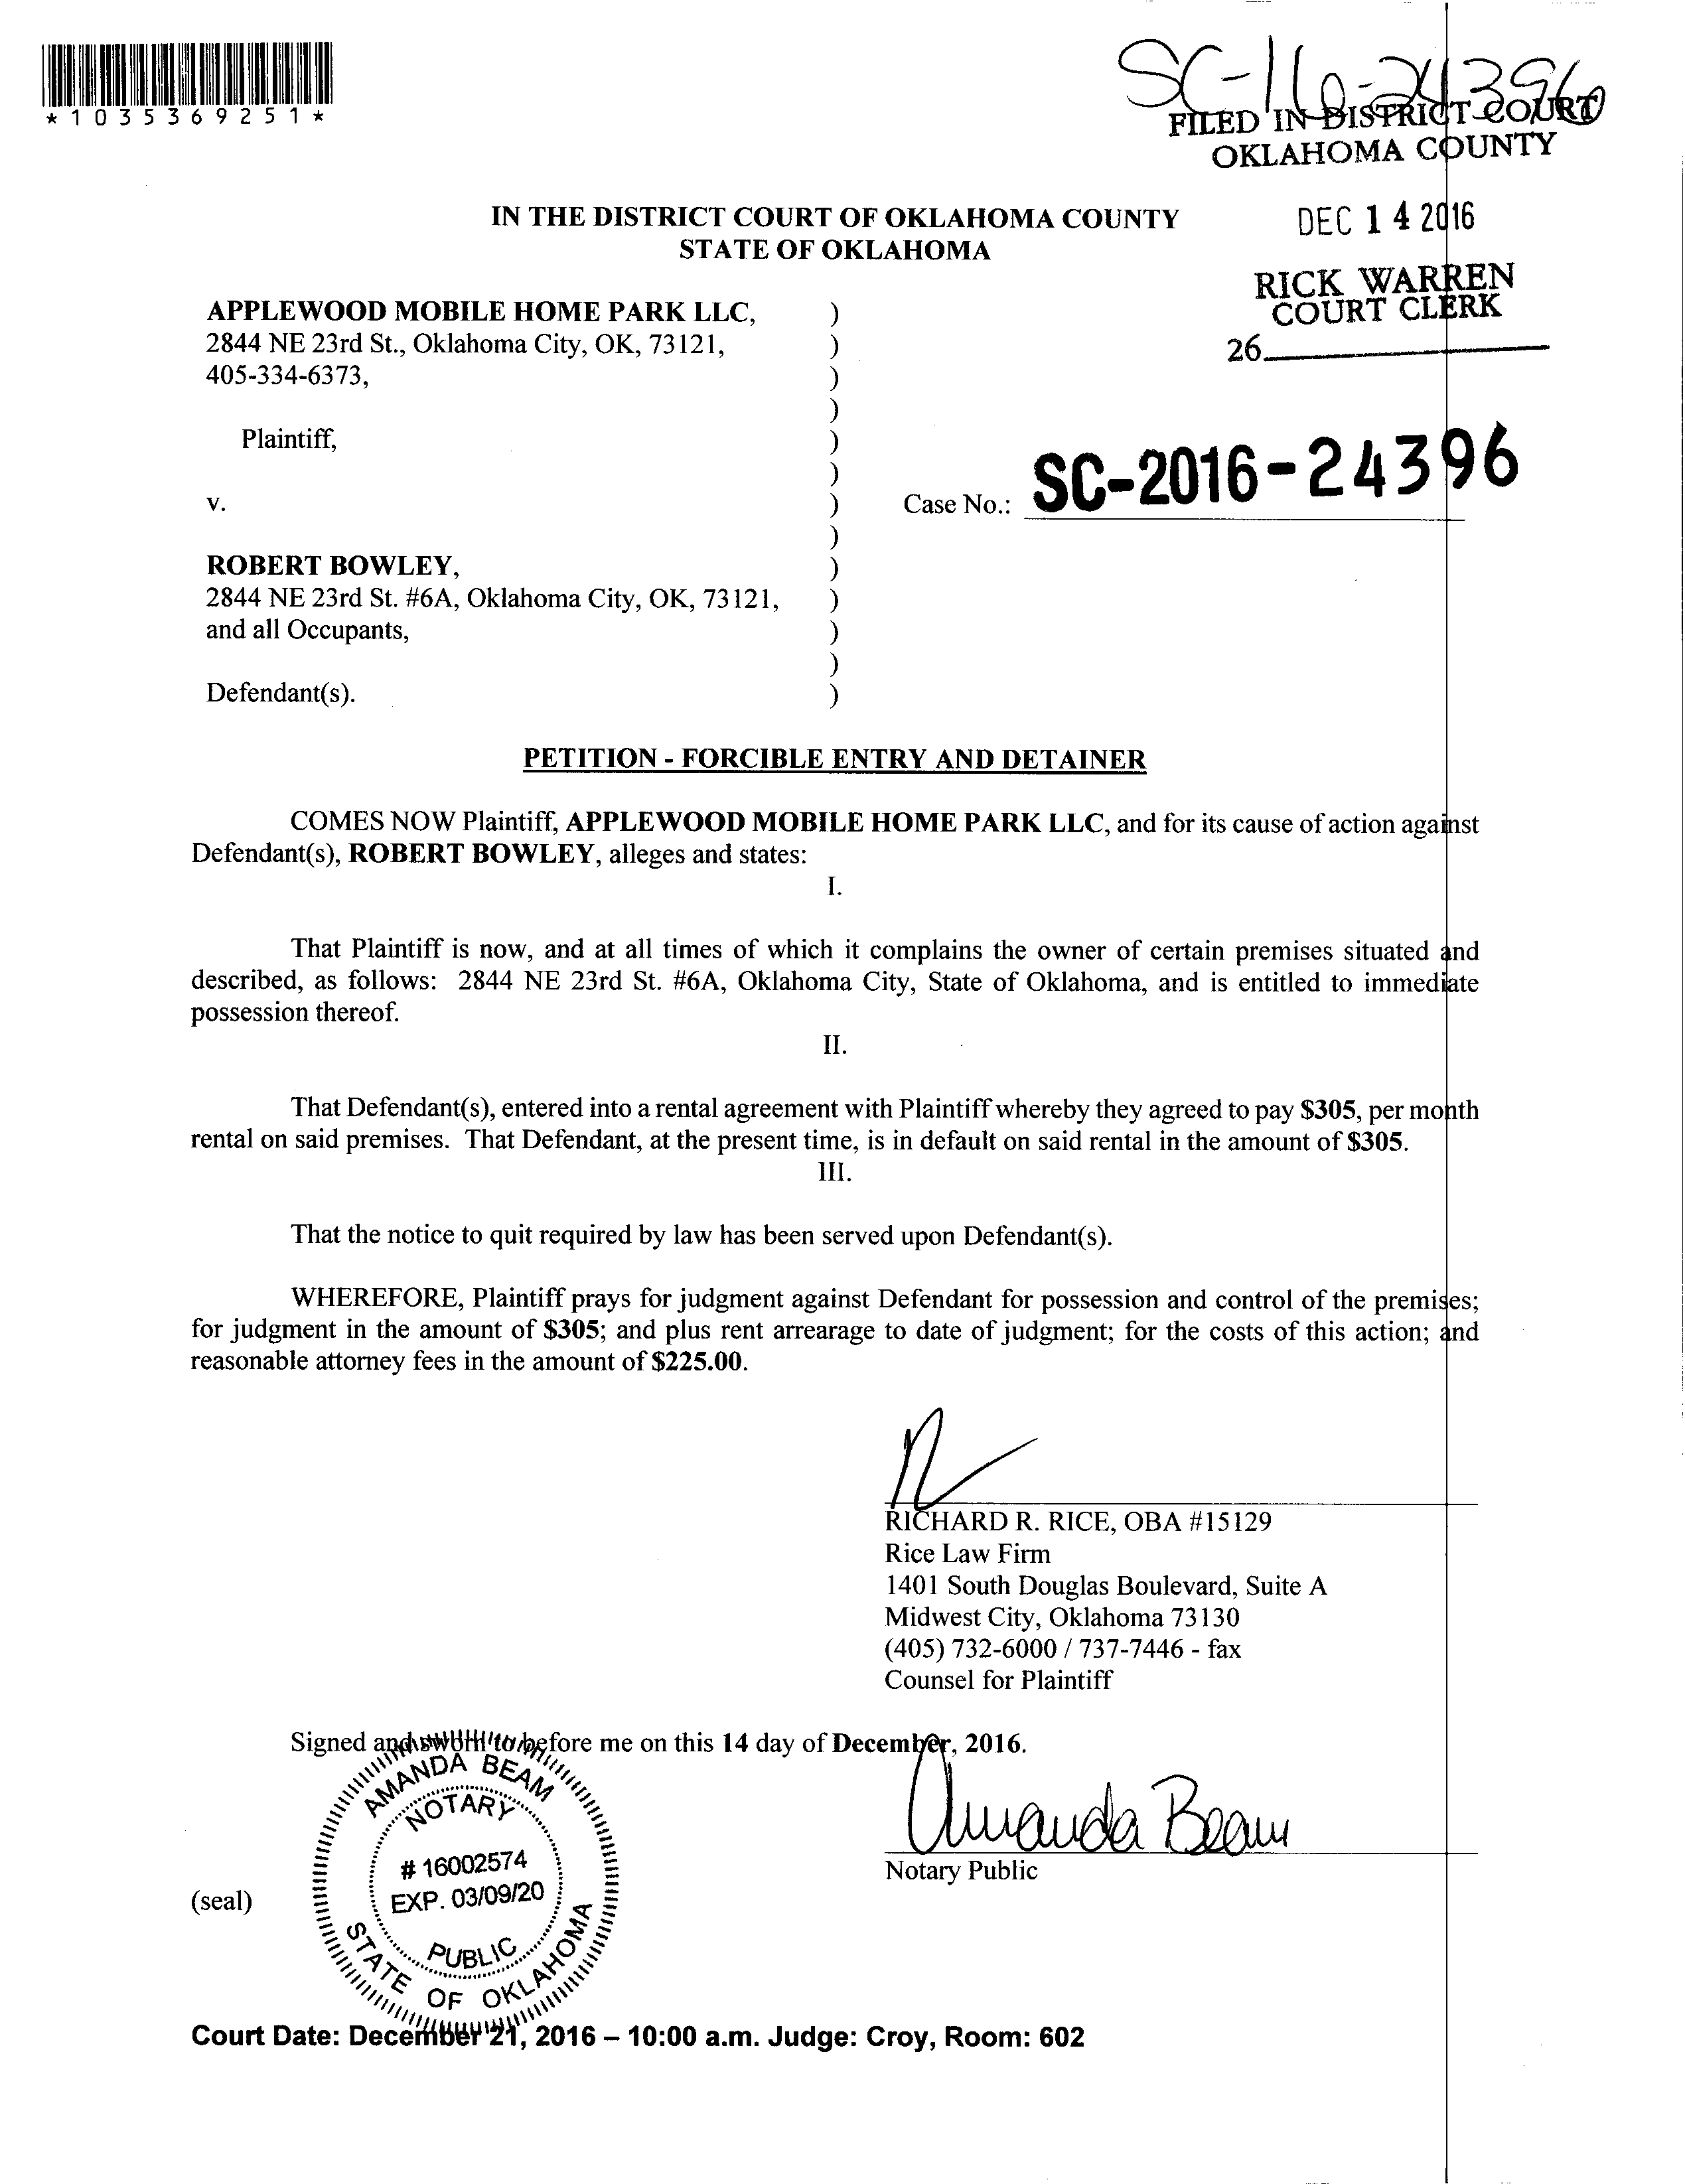 *1035369251*
SC-16-24396
FILED IN DISTRICT COURT
OKLAHOMA COUNTY
DEC 14 2016
RICK WARREN
COURT CLERK
26
IN THE DISTRICT COURT OF OKLAHOMA COUNTY
STATE OF OKLAHOMA
APPLEWOOD MOBILE HOME PARK LLC, )
2844 NE 23rd St., Oklahoma City, OK, 73121, )
405-334-6373, )
)
Plaintiff, )
)
v. )
Case No.: SC-2016-24396
)
ROBERT BOWLEY, )
2844 NE 23rd St. #6A, Oklahoma City, OK, 73121, )
and all Occupants, )
)
Defendant(s). )
PETITION - FORCIBLE ENTRY AND DETAINER
COMES NOW Plaintiff, APPLEWOOD MOBILE HOME PARK LLC, and for its cause of action against
Defendant(s), ROBERT BOWLEY, alleges and states:
I.
That Plaintiff is now, and at all times of which it complains the owner of certain premises situated and
described, as follows: 2844 NE 23rd St. #6A, Oklahoma City, State of Oklahoma, and is entitled to immediate
possession thereof.
II.
That Defendant(s), entered into a rental agreement with Plaintiff whereby they agreed to pay $305, per month
rental on said premises. That Defendant, at the present time, is in default on said rental in the amount of $305.
III.
That the notice to quit required by law has been served upon Defendant(s).
WHEREFORE, Plaintiff prays for judgment against Defendant for possession and control of the premises;
for judgment in the amount of $305; and plus rent arrearage to date of judgment; for the costs of this action; and
reasonable attorney fees in the amount of $225.00.
RICHARD R. RICE, OBA #15129
Rice Law Firm
1401 South Douglas Boulevard, Suite A
Midwest City, Oklahoma 73130
(405) 732-6000 / 737-7446 - fax
Counsel for Plaintiff
Signed and sworn to before me on this 14 day of December, 2016.
Amanda Beam
Notary Public
(seal)
AMANDA BEAM
NOTARY
# 16002574
EXP. 03/09/20
PUBLIC
STATE OF OKLAHOMA
Court Date: December 21, 2016 – 10:00 a.m. Judge: Croy, Room: 602